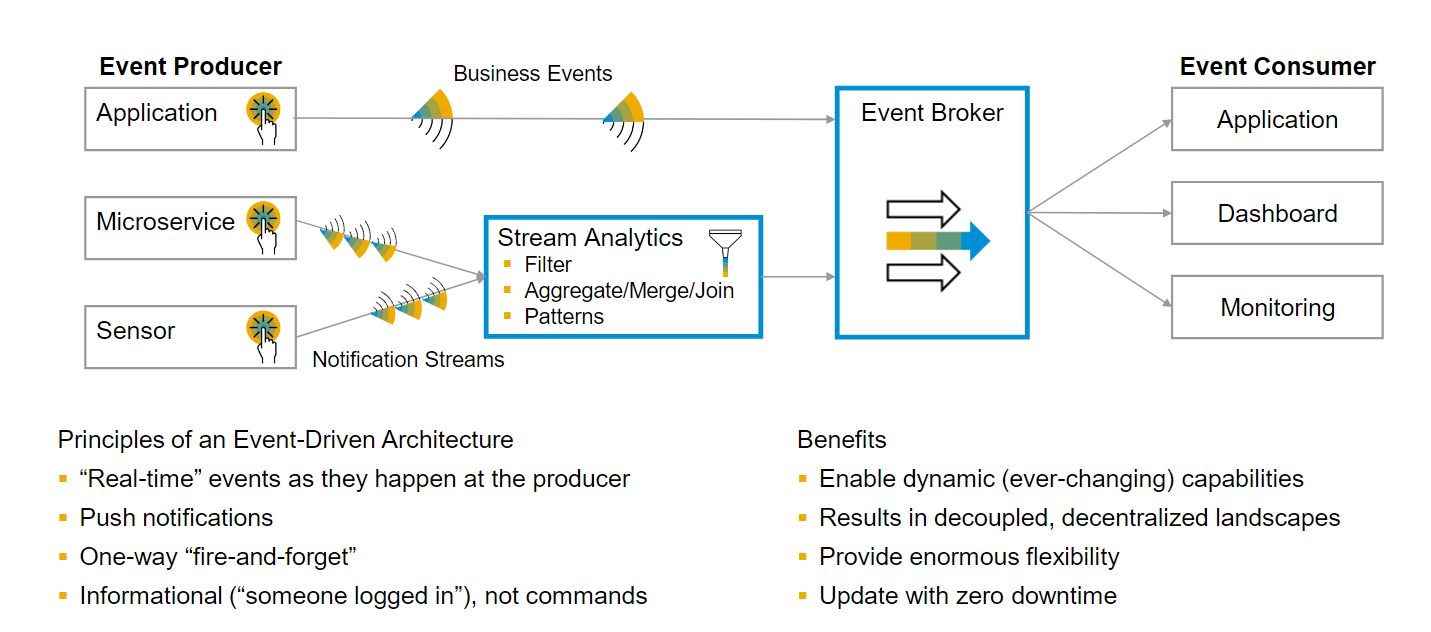 Event Producer
Business Events
Event Consumer
Application
Event Broker
Application
Microservice
Stream Analytics
Filter
Aggregate/Merge/Join
Patterns
Dashboard
Sensor
Notification Streams
Monitoring
Principles of an Event-Driven Architecture
▪ “Real-time” events as they happen at the producer
▪ Push notifications
▪ One-way “fire-and-forget”
▪ Informational (“someone logged in”), not commands
Benefits
▪ Enable dynamic (ever-changing) capabilities
▪ Results in decoupled, decentralized landscapes
▪ Provide enormous flexibility
▪ Update with zero downtime